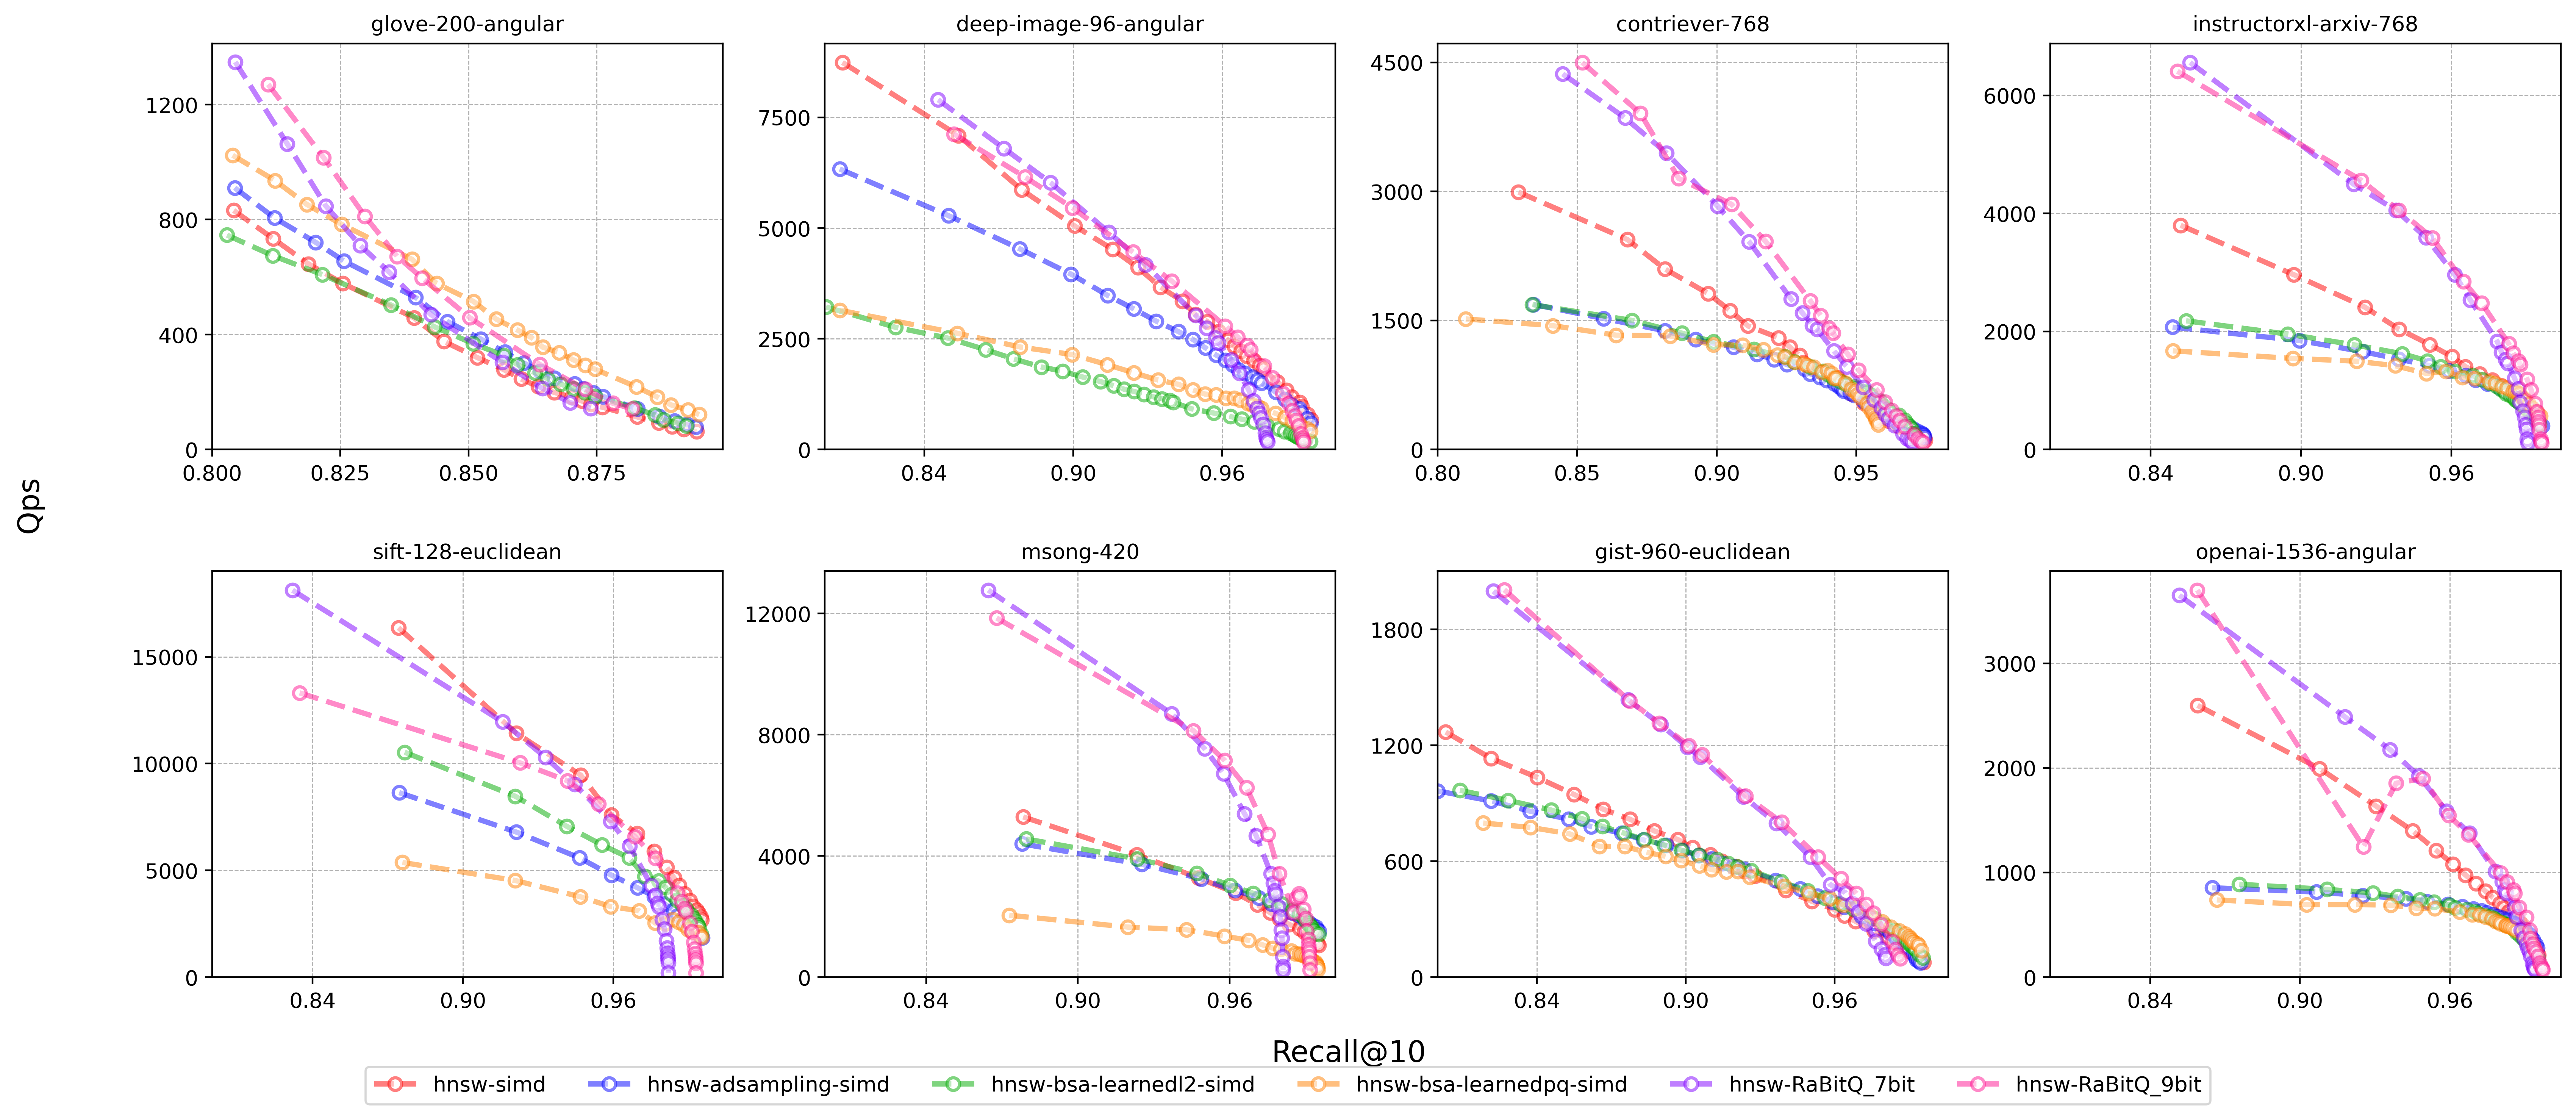 glove-200-angular deep-image-96-angular contriever-768 instructorxl-arxiv-768
1200 7500 4500 6000
800 5000 3000 4000
400 2500 1500 2000
0 0 0 0
0.800 0.825 0.850 0.875 0.84 0.90 0.96 0.80 0.85 0.90 0.95 0.84 0.90 0.96
Qps
sift-128-euclidean msong-420 gist-960-euclidean openai-1536-angular
15000 12000 1800 3000
10000 8000 1200 2000
5000 4000 600 1000
0 0 0 0
0.84 0.90 0.96 0.84 0.90 0.96 0.84 0.90 0.96 0.84 0.90 0.96
Recall@10
hnsw-simd hnsw-adsampling-simd hnsw-bsa-learnedl2-simd hnsw-bsa-learnedpq-simd hnsw-RaBitQ_7bit hnsw-RaBitQ_9bit